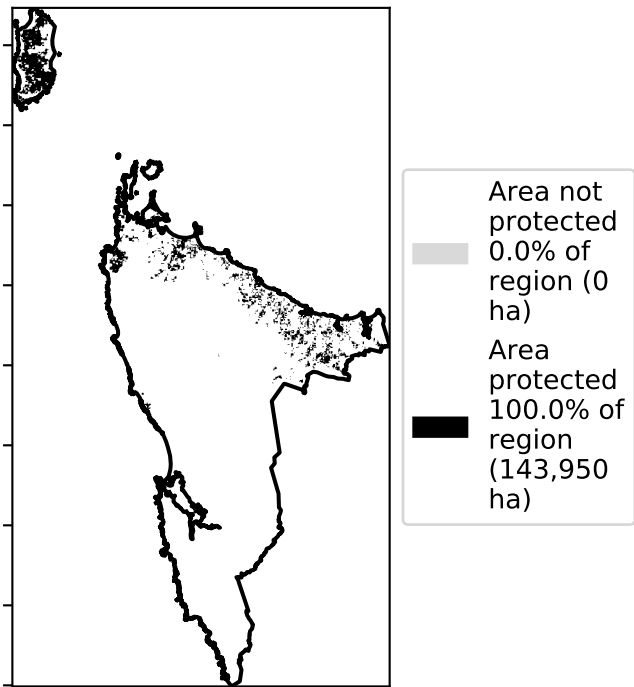 Area not
protected
0.0% of
region (0
ha)
Area
protected
100.0% of
region
(143,950
ha)